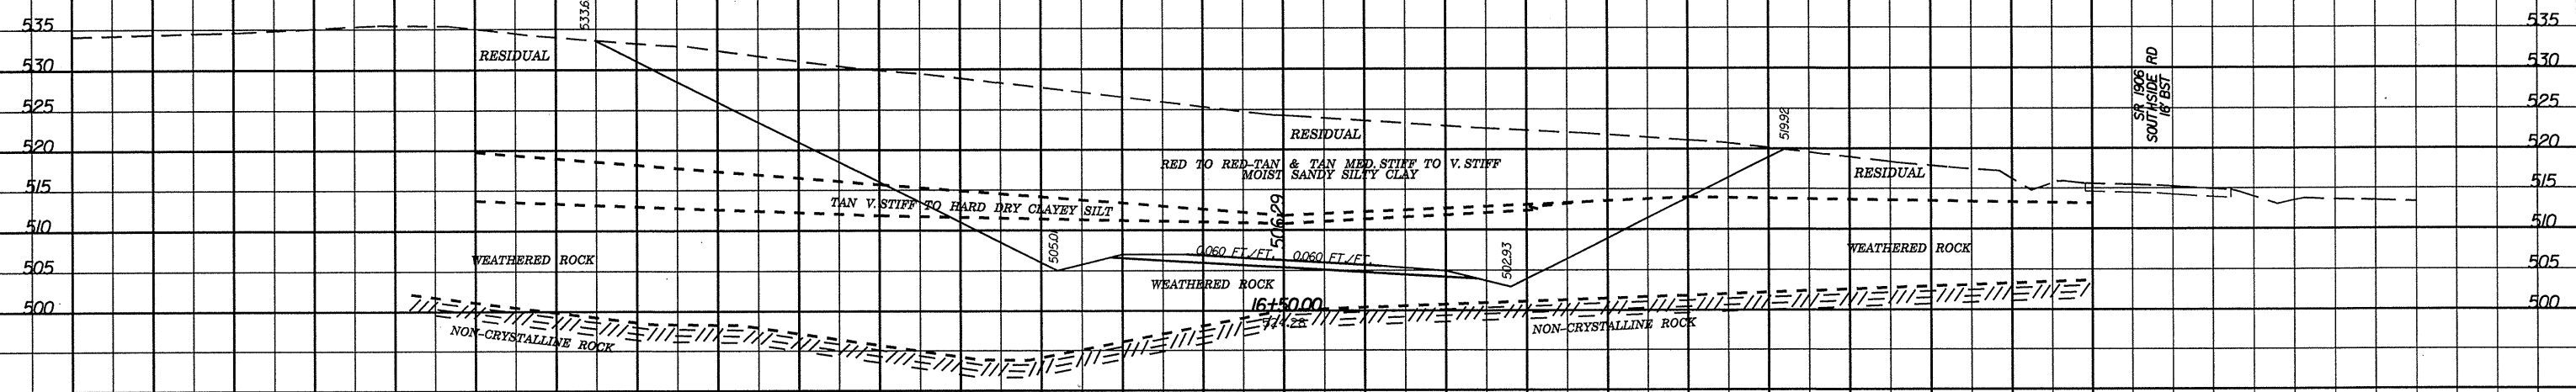 535
530
525
520
515
510
505
500
RESIDUAL
RESIDUAL
RED TO RED-TAN & TAN MED. STIFF TO V. STIFF
MOIST SANDY SILTY CLAY
TAN V. STIFF TO HARD DRY CLAYEY SILT
505.01
506.29
0.060 FT./FT.
0.060 FT./FT.
502.93
519.92
WEATHERED ROCK
WEATHERED ROCK
16+50.00
NON-CRYSTALLINE ROCK
NON-CRYSTALLINE ROCK
RESIDUAL
WEATHERED ROCK
SR 1906
SOUTHSIDE RD
16' BST
535
530
525
520
515
510
505
500